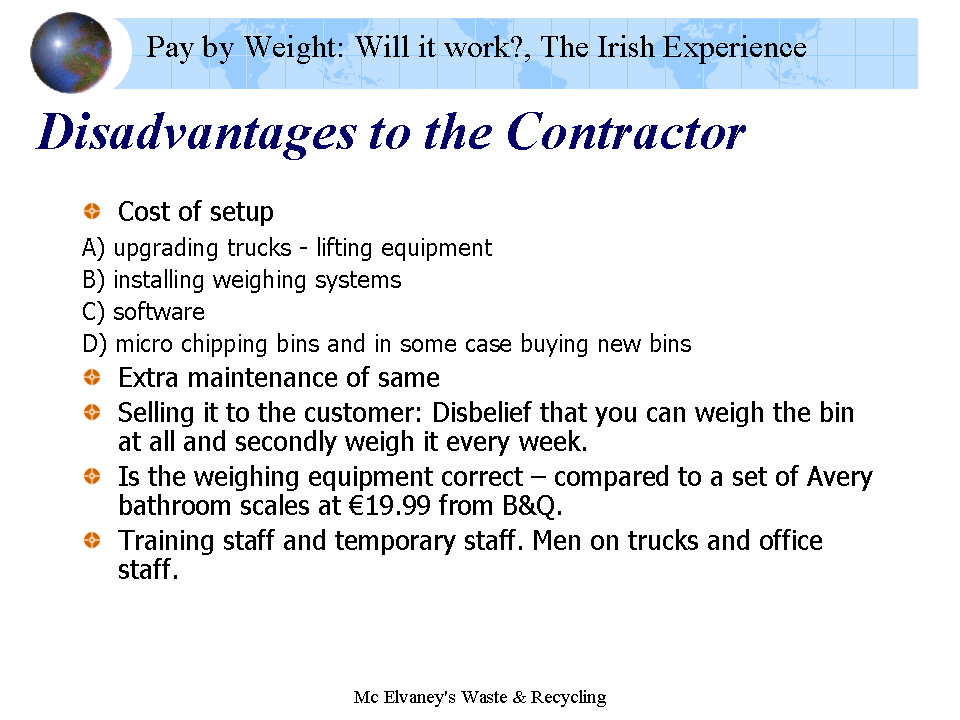 Pay by Weight: Will it work?, The Irish Experience
Disadvantages to the Contractor
Cost of setup
A) upgrading trucks - lifting equipment
B) installing weighing systems
C) software
D) micro chipping bins and in some case buying new bins
Extra maintenance of same
Selling it to the customer: Disbelief that you can weigh the bin
at all and secondly weigh it every week.
Is the weighing equipment correct – compared to a set of Avery
bathroom scales at €19.99 from B&Q.
Training staff and temporary staff. Men on trucks and office
staff.
Mc Elvaney's Waste & Recycling